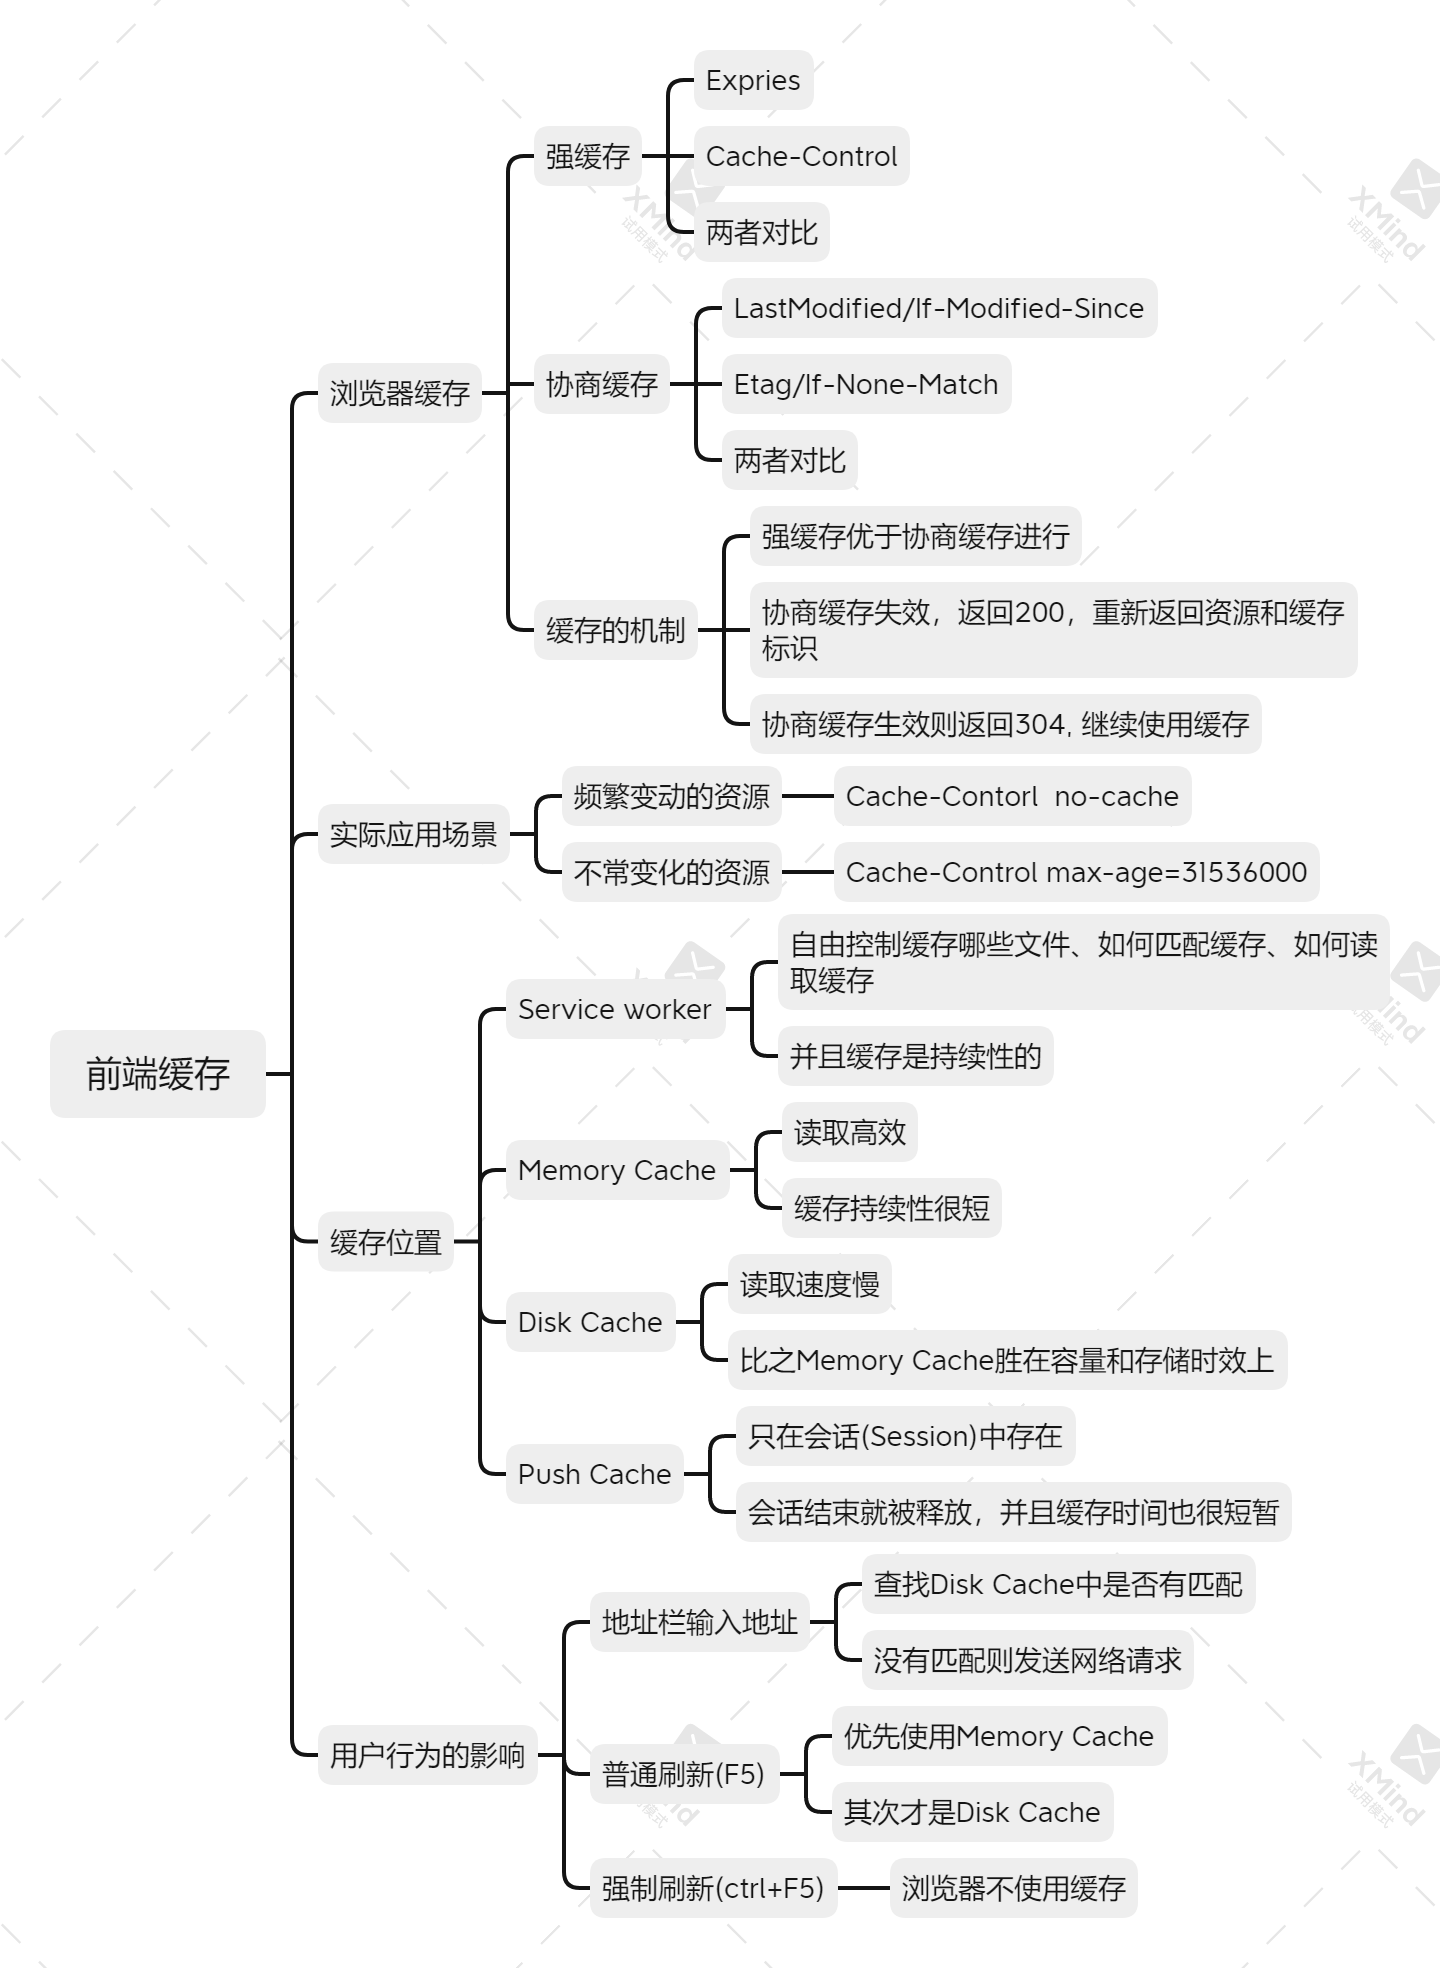 Expries
强缓存
Cache-Control
两者对比
LastModified/If-Modified-Since
浏览器缓存
协商缓存
Etag/If-None-Match
两者对比
强缓存优于协商缓存进行
缓存的机制
协商缓存失效，返回200，重新返回资源和缓存
标识
协商缓存生效则返回304, 继续使用缓存
实际应用场景
频繁变动的资源
Cache-Contorl  no-cache
不常变化的资源
Cache-Control max-age=31536000
前端缓存
Service worker
自由控制缓存哪些文件、如何匹配缓存、如何读
取缓存
并且缓存是持续性的
缓存位置
Memory Cache
读取高效
缓存持续性很短
Disk Cache
读取速度慢
比之Memory Cache胜在容量和存储时效上
Push Cache
只在会话(Session)中存在
会话结束就被释放，并且缓存时间也很短暂
用户行为的影响
地址栏输入地址
查找Disk Cache中是否有匹配
没有匹配则发送网络请求
普通刷新(F5)
优先使用Memory Cache
其次才是Disk Cache
强制刷新(ctrl+F5)
浏览器不使用缓存
XMind
试用模式
XMind
试用模式
XMind
试用模式